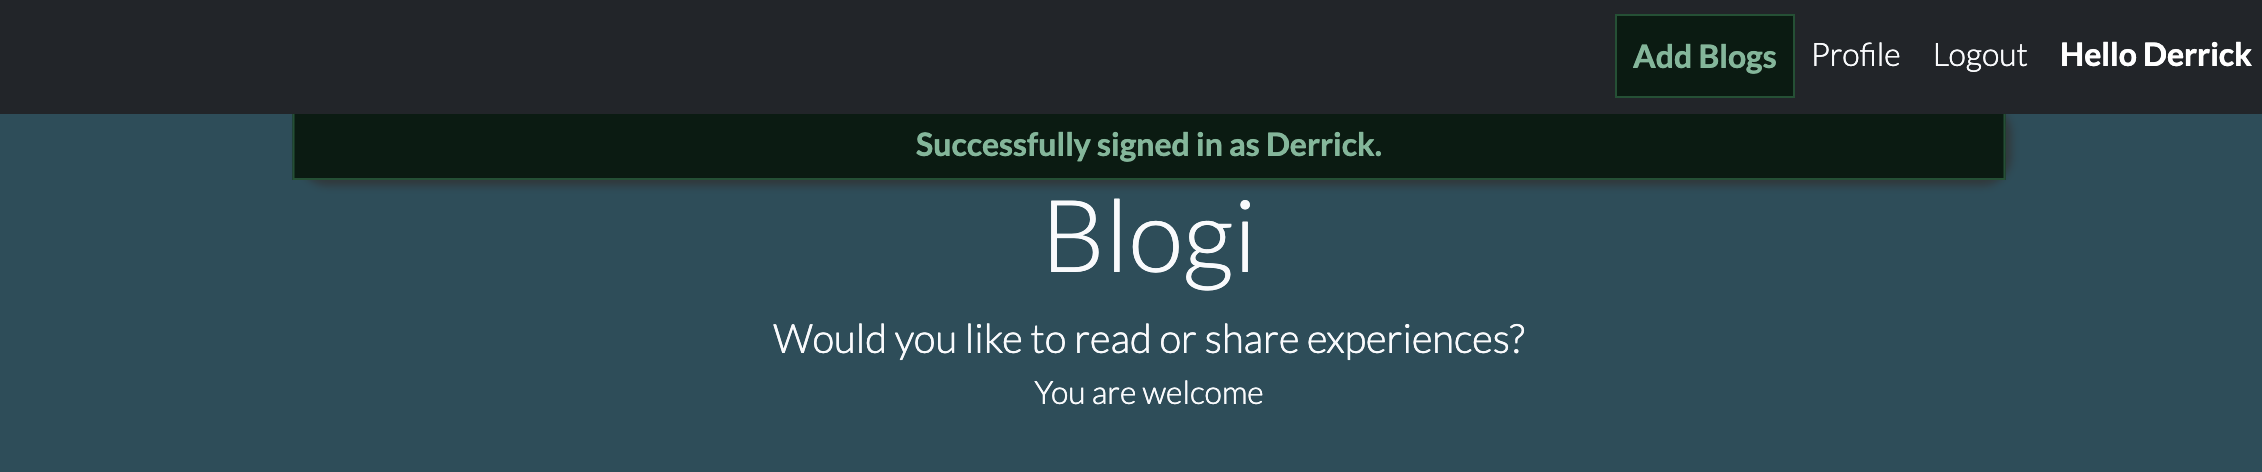 Add Blogs Profile Logout Hello Derrick
Successfully signed in as Derrick.
Blogi
Would you like to read or share experiences?
You are welcome